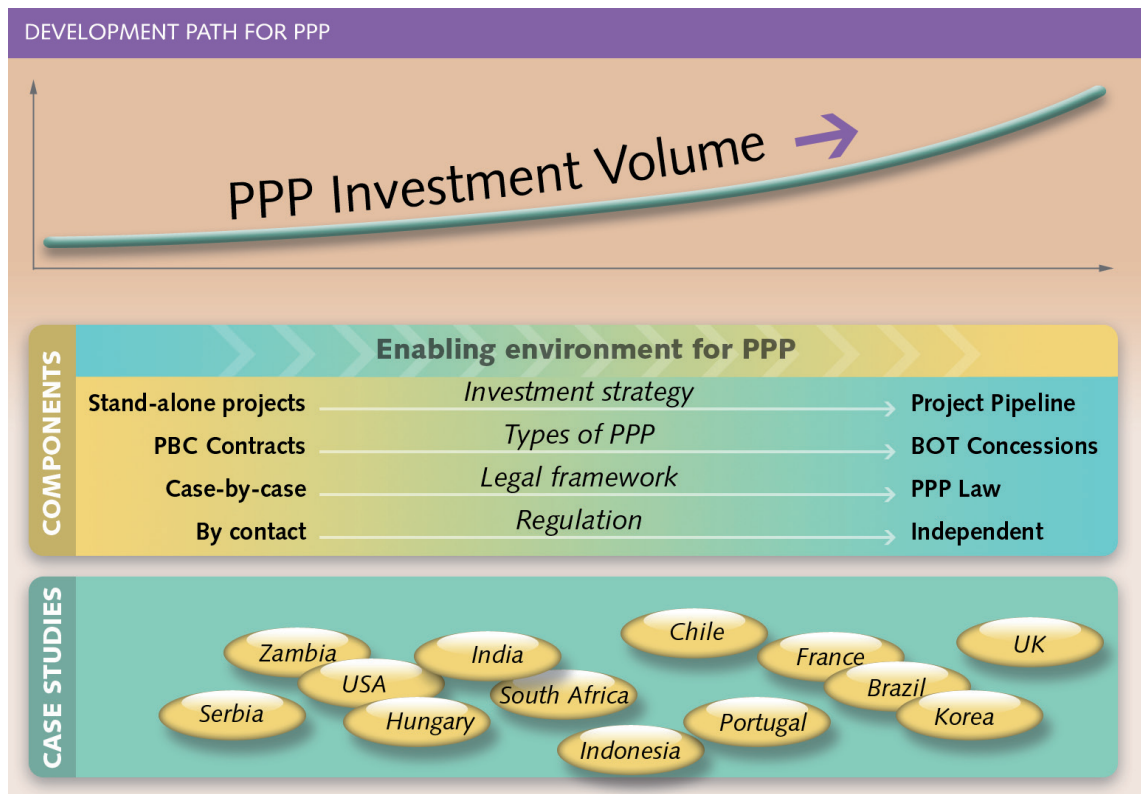 DEVELOPMENT PATH FOR PPP
PPP Investment Volume
COMPONENTS
Enabling environment for PPP
Stand-alone projects Investment strategy Project Pipeline
PBC Contracts Types of PPP BOT Concessions
Case-by-case Legal framework PPP Law
By contact Regulation Independent
CASE STUDIES
Zambia
USA
Serbia
Hungary
India
South Africa
Indonesia
Chile
Portugal
France
Brazil
Korea
UK